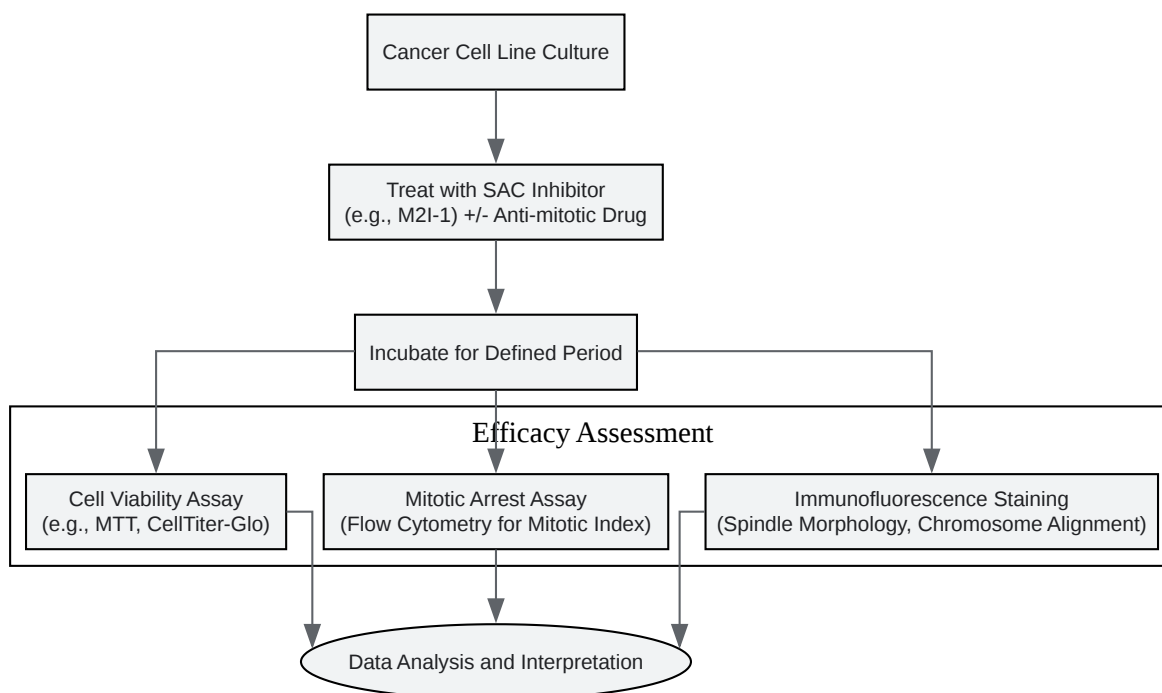 Cancer Cell Line Culture
Treat with SAC Inhibitor
(e.g., M2I-1) +/- Anti-mitotic Drug
Incubate for Defined Period
Efficacy Assessment
Cell Viability Assay
(e.g., MTT, CellTiter-Glo)
Mitotic Arrest Assay
(Flow Cytometry for Mitotic Index)
Immunofluorescence Staining
(Spindle Morphology, Chromosome Alignment)
Data Analysis and Interpretation